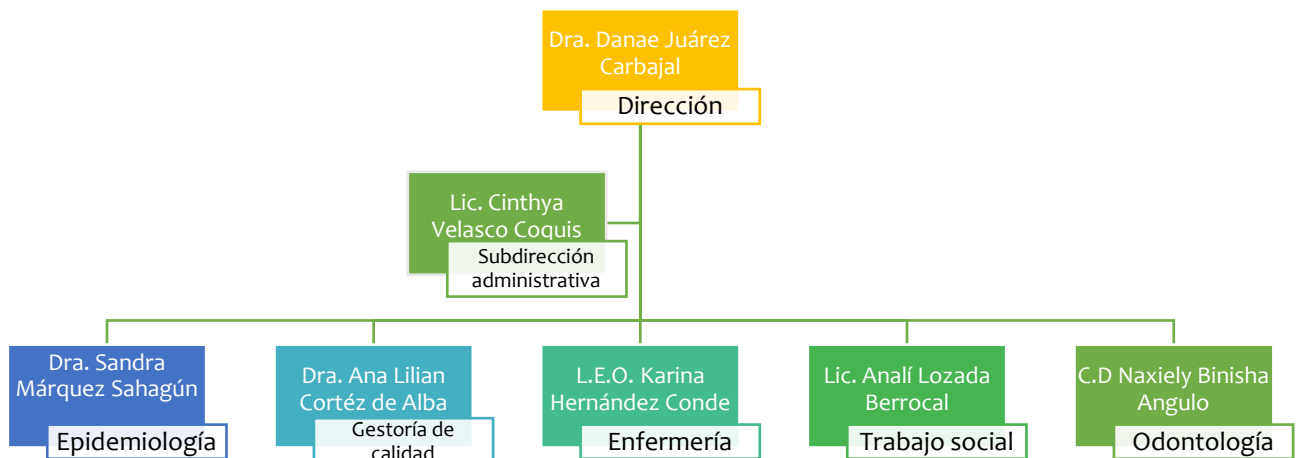 Dra. Danae Juárez
Carbajal
Dirección
Lic. Cinthya
Velasco Coquis
Subdirección
administrativa
Dra. Sandra
Márquez Sahagún
Epidemiología
Dra. Ana Lilian
Cortéz de Alba
Gestoría de
calidad
L.E.O. Karina
Hernández Conde
Enfermería
Lic. Analí Lozada
Berrocal
Trabajo social
C.D Naxiely Binisha
Angulo
Odontología